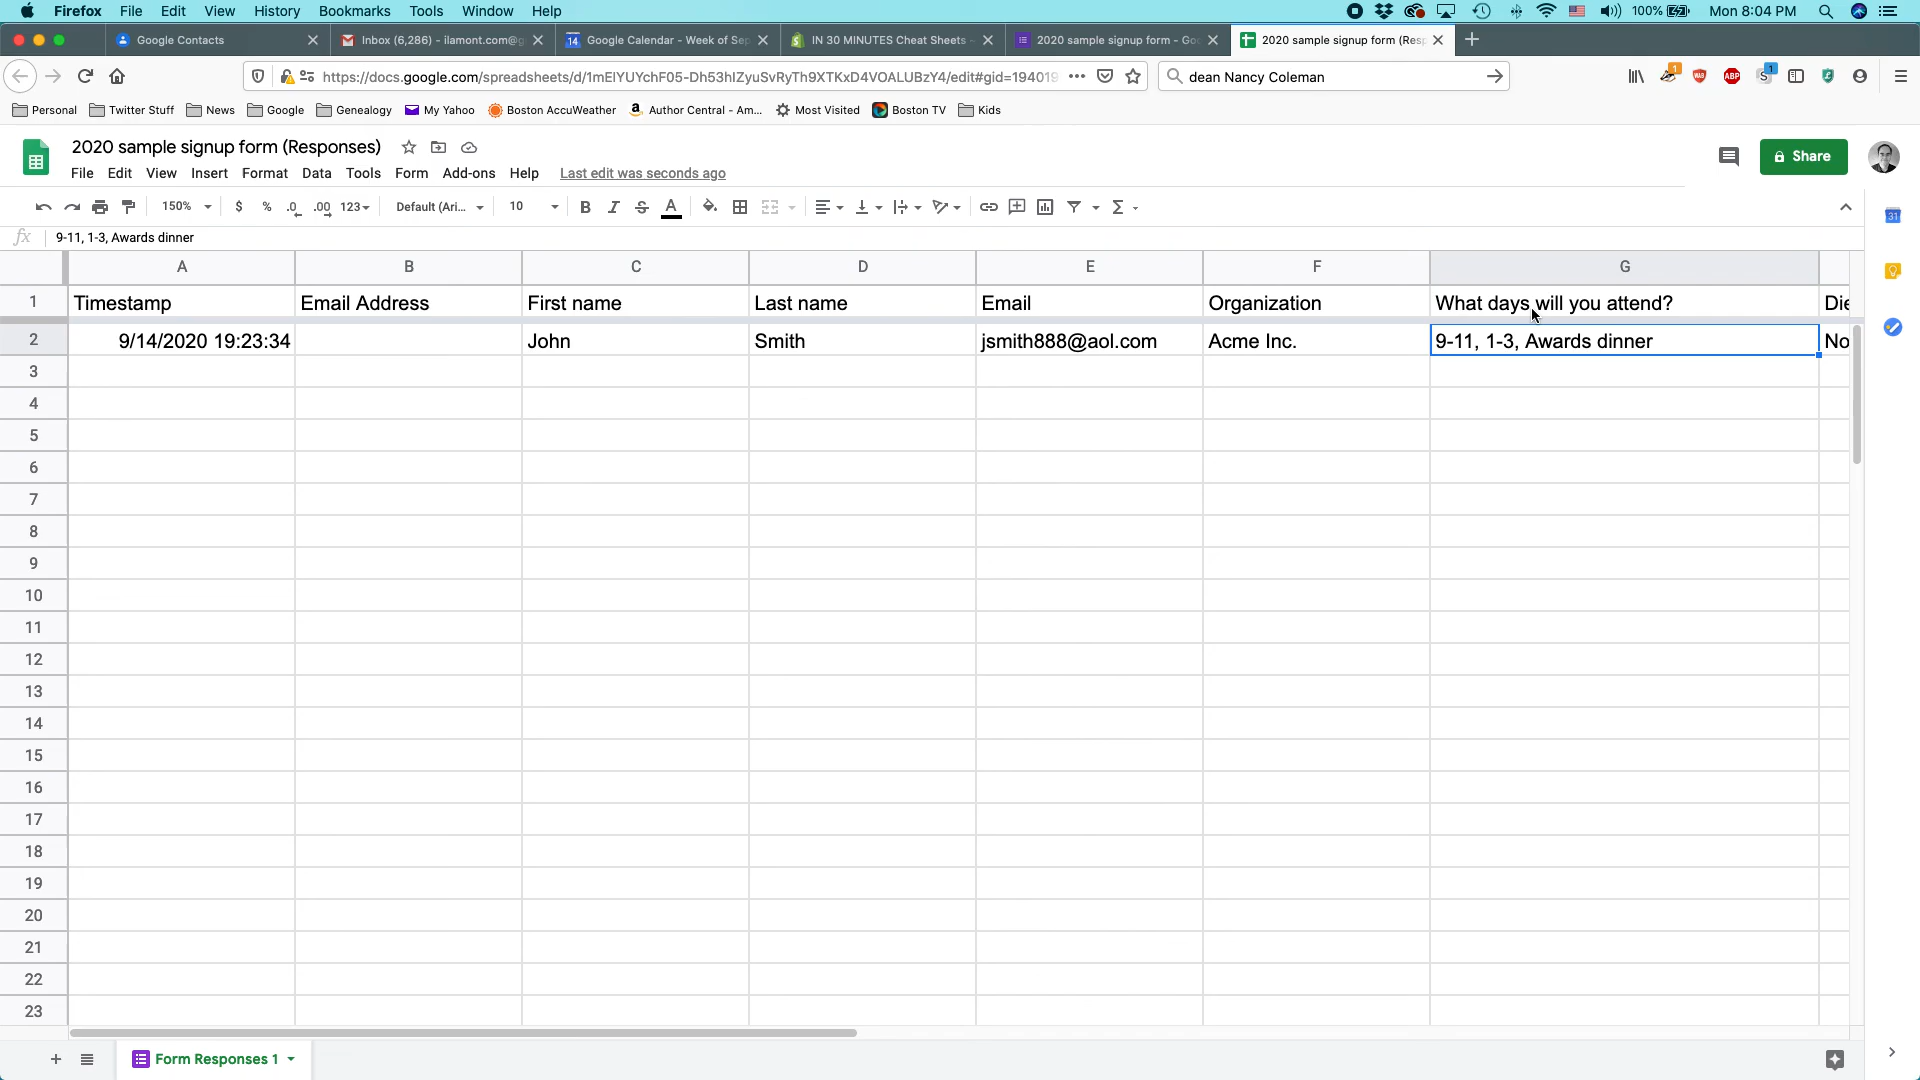 Firefox File Edit View History Bookmarks Tools Window Help 100% Mon 8:04 PM
Google Contacts Inbox (6,286) - ilamont.com@g 14 Google Calendar - Week of Sep IN 30 MINUTES Cheat Sheets - 2020 sample signup form - Goo 2020 sample signup form (Resp
https://docs.google.com/spreadsheets/d/1mEIYUYchF05-Dh53hIZyuSvRyTh9XTKxD4VOALUBzY4/edit#gid=194019 dean Nancy Coleman ABP 1 1
Personal Twitter Stuff News Google Genealogy My Yahoo Boston AccuWeather Author Central - Am... Most Visited Boston TV Kids
2020 sample signup form (Responses) Share
File Edit View Insert Format Data Tools Form Add-ons Help Last edit was seconds ago
150% $ % .0 .00 123 Default (Ari... 10 B I S A Σ 31
fx 9-11, 1-3, Awards dinner
A B C D E F G
1 Timestamp Email Address First name Last name Email Organization What days will you attend? Die
2 9/14/2020 19:23:34 John Smith jsmith888@aol.com Acme Inc. 9-11, 1-3, Awards dinner No
3
4
5
6
7
8
9
10
11
12
13
14
15
16
17
18
19
20
21
22
23
+ Form Responses 1